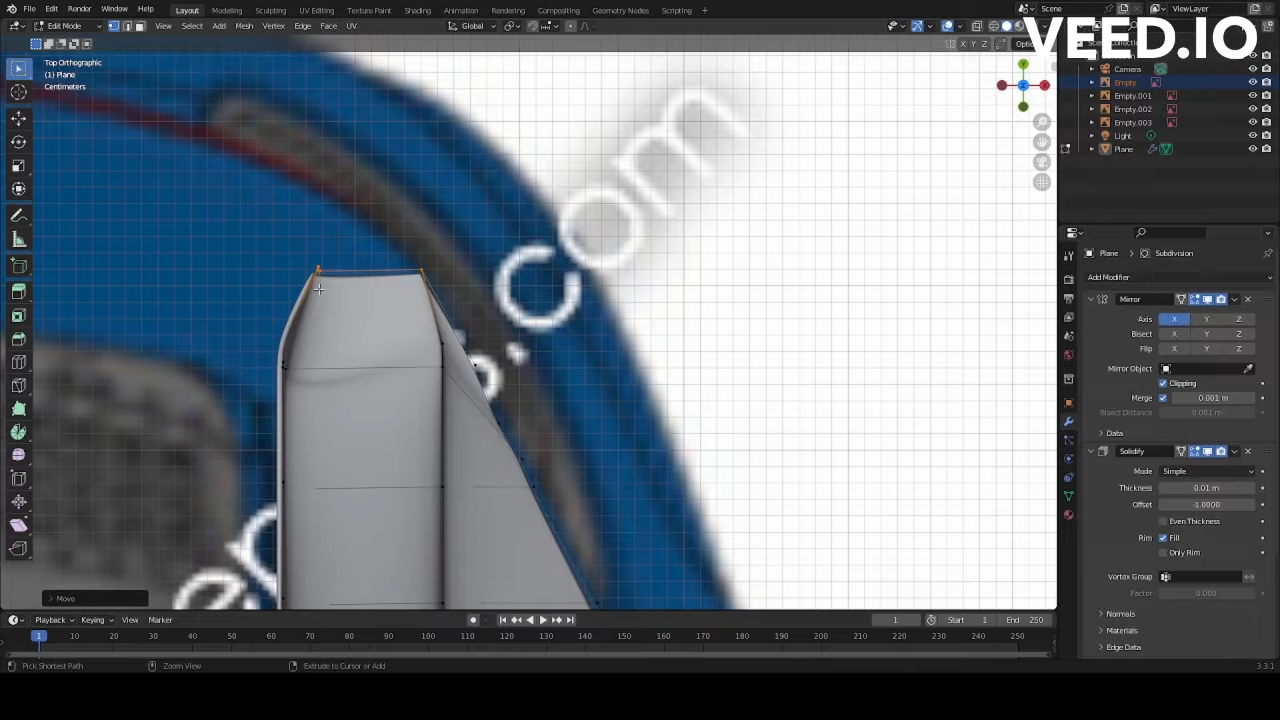 File Edit Render Window Help Layout Modeling Sculpting UV Editing Texture Paint Shading Animation Rendering Compositing Geometry Nodes Scripting + Scene ViewLayer
Edit Mode View Select Add Mesh Vertex Edge Face UV Global
VEED.IO
X Y Z
Top Orthographic
(1) Plane
Centimeters
Y
X
Z
Camera
Empty
Empty.001
Empty.002
Empty.003
Light
Plane
.com
Plane > Subdivision
Add Modifier
Mirror
Axis X Y Z
Bisect X Y Z
Flip X Y Z
Mirror Object
Clipping
Merge 0.001 m
Bisect Distance 0.001 m
Data
Solidify
Mode Simple
Thickness 0.01 m
Offset -1.0000
Even Thickness
Rim Fill
Only Rim
Vertex Group
Factor 0.000
Normals
Materials
Edge Data
Move
Playback Keying View Marker 1 Start 1 End 250
1 10 20 30 40 50 60 70 80 90 100 110 120 130 140 150 160 170 180 190 200 210 220 230 240 250
Pick Shortest Path Zoom View Extrude to Cursor or Add 3.3.1